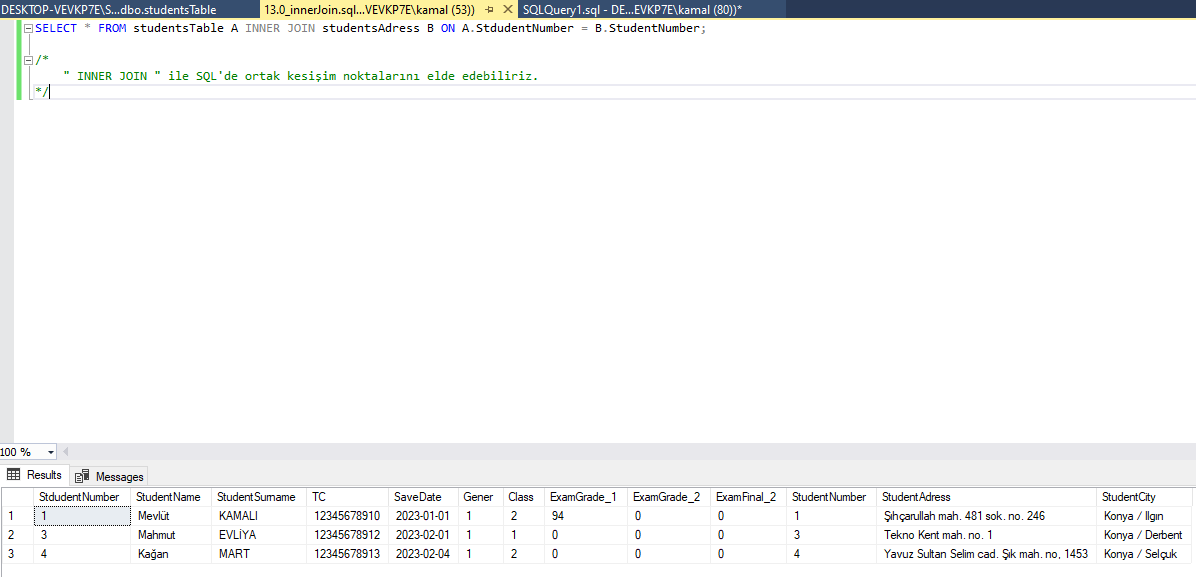 DESKTOP-VEVKP7E\S...dbo.studentsTable 13.0_innerJoin.sql...VEVKP7E\kamal (53)) SQLQuery1.sql - DE...EVKP7E\kamal (80))*
SELECT * FROM studentsTable A INNER JOIN studentsAdress B ON A.StdudentNumber = B.StudentNumber;
/*
" INNER JOIN " ile SQL'de ortak kesişim noktalarını elde edebiliriz.
*/
100 %
Results Messages
StdudentNumber StudentName StudentSurname TC SaveDate Gener Class ExamGrade_1 ExamGrade_2 ExamFinal_2 StudentNumber StudentAdress StudentCity
1 1 Mevlüt KAMALI 12345678910 2023-01-01 1 2 94 0 0 1 Şıhçarullah mah. 481 sok. no. 246 Konya / Ilgın
2 3 Mahmut EVLİYA 12345678912 2023-02-01 1 1 0 0 0 3 Tekno Kent mah. no. 1 Konya / Derbent
3 4 Kağan MART 12345678913 2023-02-04 1 2 0 0 0 4 Yavuz Sultan Selim cad. Şık mah. no, 1453 Konya / Selçuk